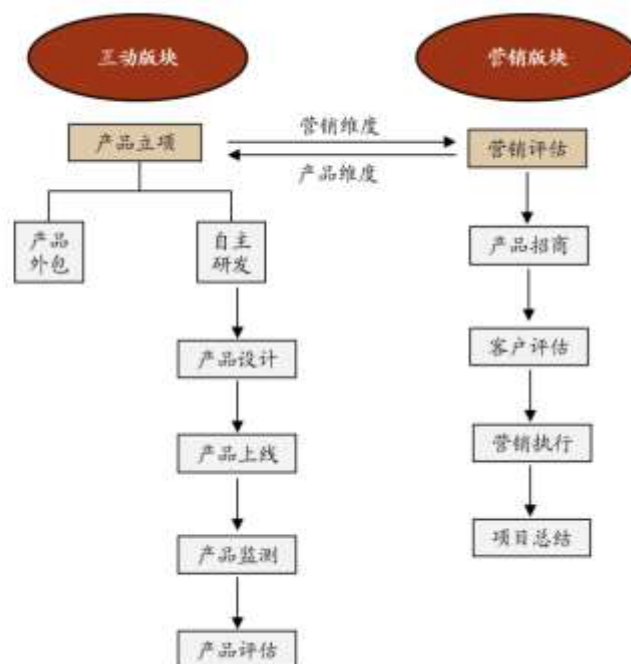 互动版块
营销版块
产品立项
营销维度
产品维度
营销评估
产品
外包
自主
研发
产品招商
产品设计
客户评估
产品上线
营销执行
产品监测
项目总结
产品评估